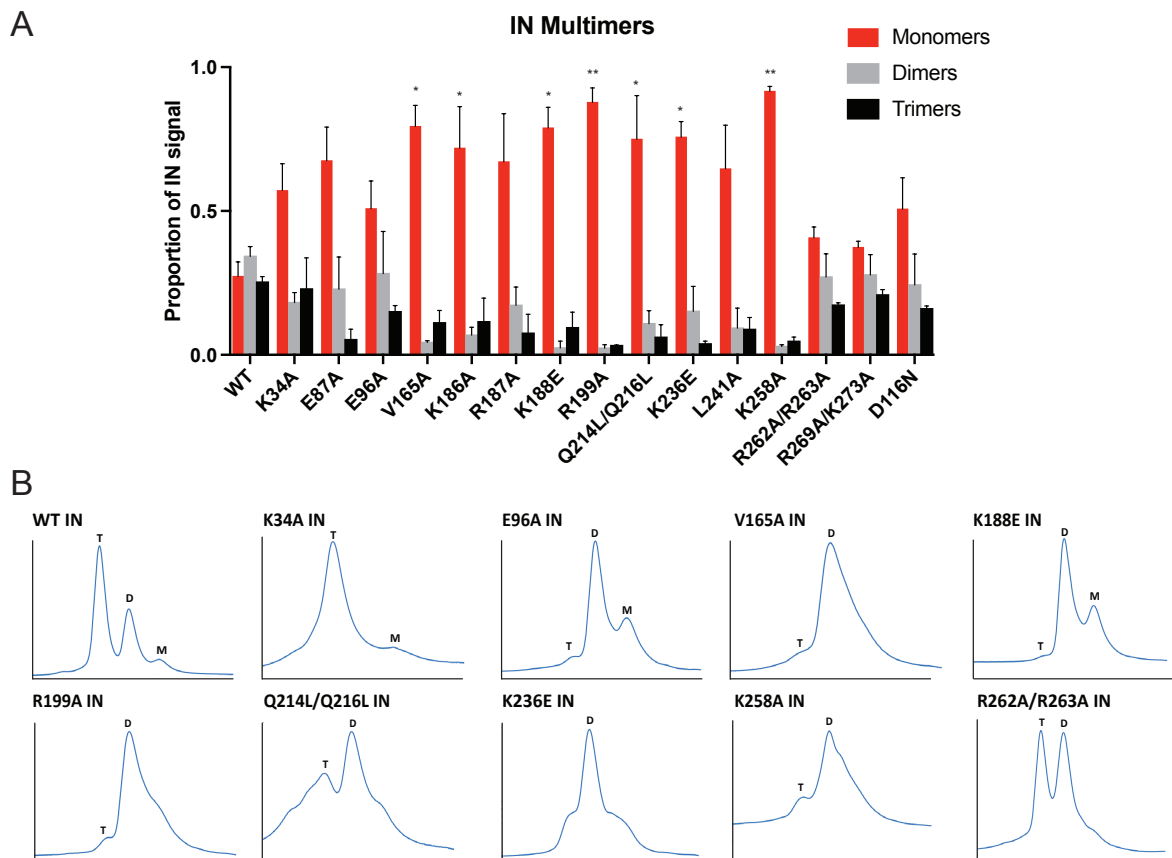 A
IN Multimers
Monomers
Dimers
Trimers
Proportion of IN signal
1.0
0.5
0.0
* * * ** * * **
WT K34A E87A E96A V165A K186A R187A K188E R199A Q214L/Q216L K236E L241A K258A R262A/R263A R269A/K273A D116N
B
WT IN K34A IN E96A IN V165A IN K188E IN
T D M
T M
T D M
T D
T D M
R199A IN Q214L/Q216L IN K236E IN K258A IN R262A/R263A IN
T D
T D
D
T D
T D